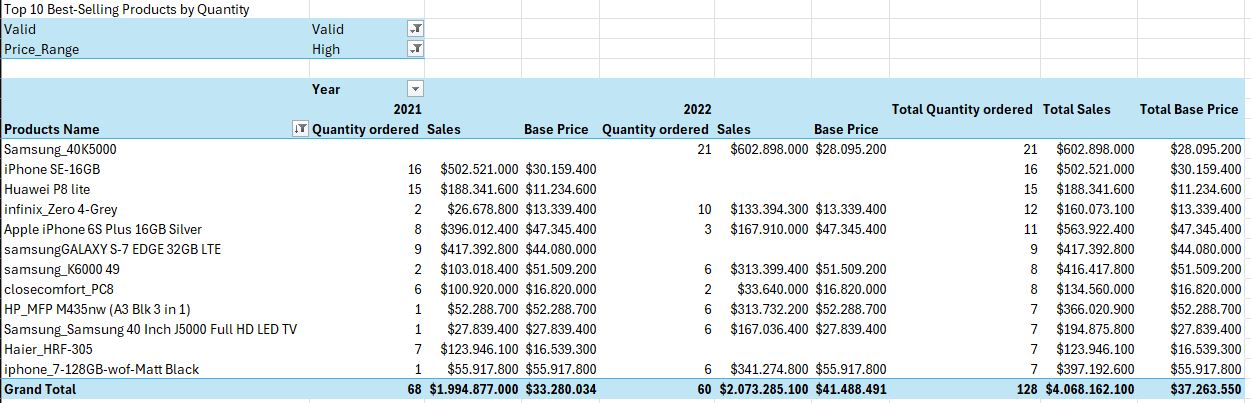 Top 10 Best-Selling Products by Quantity
Valid Valid
Price_Range High
Year
2021 2022 Total Quantity ordered Total Sales Total Base Price
Products Name Quantity ordered Sales Base Price Quantity ordered Sales Base Price
Samsung_40K5000 21 $602.898.000 $28.095.200 21 $602.898.000 $28.095.200
iPhone SE-16GB 16 $502.521.000 $30.159.400 16 $502.521.000 $30.159.400
Huawei P8 lite 15 $188.341.600 $11.234.600 15 $188.341.600 $11.234.600
infinix_Zero 4-Grey 2 $26.678.800 $13.339.400 10 $133.394.300 $13.339.400 12 $160.073.100 $13.339.400
Apple iPhone 6S Plus 16GB Silver 8 $396.012.400 $47.345.400 3 $167.910.000 $47.345.400 11 $563.922.400 $47.345.400
samsungGALAXY S-7 EDGE 32GB LTE 9 $417.392.800 $44.080.000 9 $417.392.800 $44.080.000
samsung_K6000 49 2 $103.018.400 $51.509.200 6 $313.399.400 $51.509.200 8 $416.417.800 $51.509.200
closecomfort_PC8 6 $100.920.000 $16.820.000 2 $33.640.000 $16.820.000 8 $134.560.000 $16.820.000
HP_MFP M435nw (A3 Blk 3 in 1) 1 $52.288.700 $52.288.700 6 $313.732.200 $52.288.700 7 $366.020.900 $52.288.700
Samsung_Samsung 40 Inch J5000 Full HD LED TV 1 $27.839.400 $27.839.400 6 $167.036.400 $27.839.400 7 $194.875.800 $27.839.400
Haier_HRF-305 7 $123.946.100 $16.539.300 7 $123.946.100 $16.539.300
iphone_7-128GB-wof-Matt Black 1 $55.917.800 $55.917.800 6 $341.274.800 $55.917.800 7 $397.192.600 $55.917.800
Grand Total 68 $1.994.877.000 $33.280.034 60 $2.073.285.100 $41.488.491 128 $4.068.162.100 $37.263.550